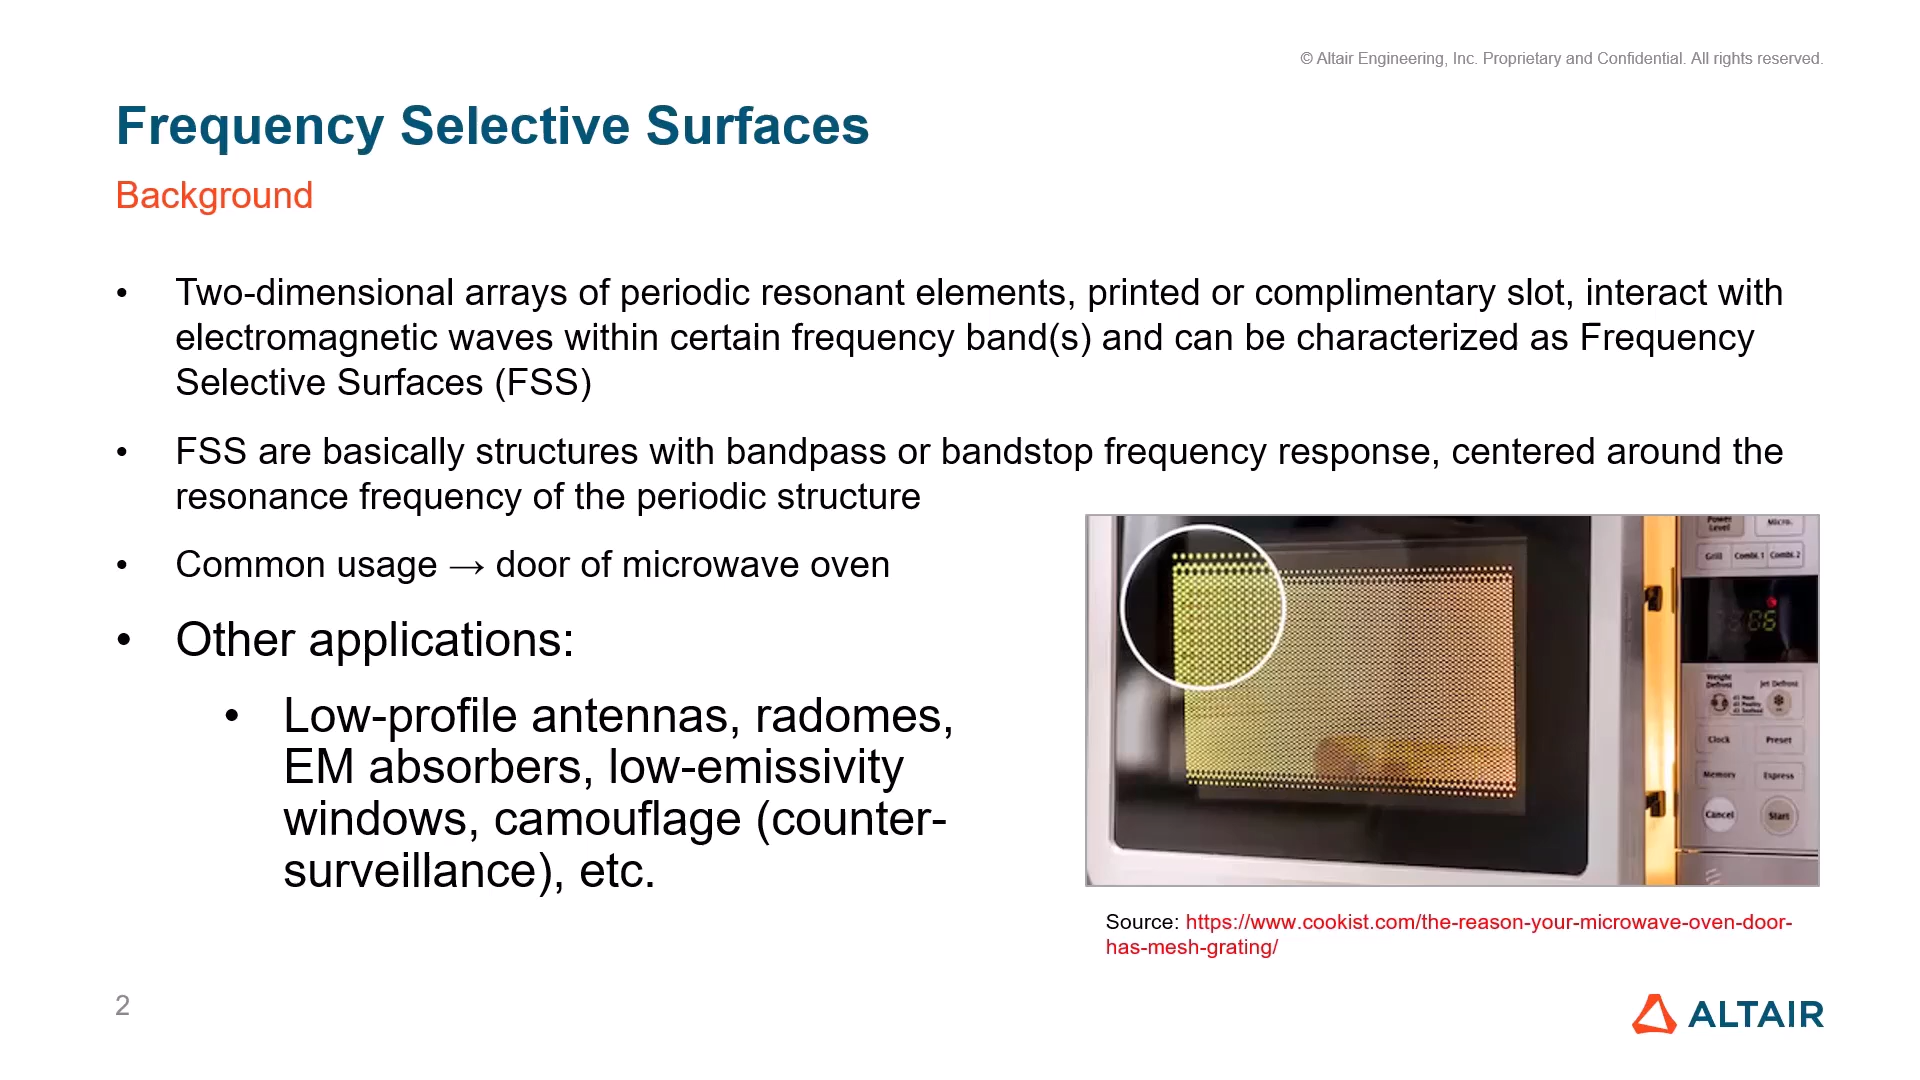 © Altair Engineering, Inc. Proprietary and Confidential. All rights reserved.
Frequency Selective Surfaces
Background
• Two-dimensional arrays of periodic resonant elements, printed or complimentary slot, interact with
electromagnetic waves within certain frequency band(s) and can be characterized as Frequency
Selective Surfaces (FSS)
• FSS are basically structures with bandpass or bandstop frequency response, centered around the
resonance frequency of the periodic structure
• Common usage → door of microwave oven
• Other applications:
• Low-profile antennas, radomes,
EM absorbers, low-emissivity
windows, camouflage (counter-
surveillance), etc.
Power
Level
Micro.
Grill
Combi.1
Combi.2
Weight
Defrost
Jet Defrost
Clock
Preset
Memory
Express
Cancel
Start
Source: https://www.cookist.com/the-reason-your-microwave-oven-door-
has-mesh-grating/
2
ALTAIR